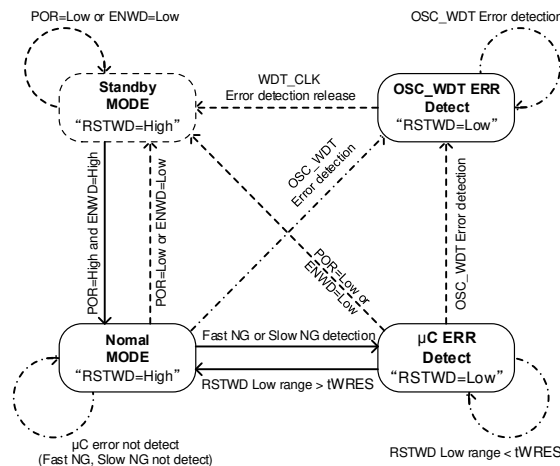 POR=Low or ENWD=Low
OSC_WDT Error detection
Standby
MODE
“RSTWD=High”
WDT_CLK
Error detection release
OSC_WDT ERR
Detect
“RSTWD=Low”
POR=High and ENWD=High
POR=Low or ENWD=Low
OSC_WDT
Error detection
POR=Low or
ENWD=Low
OSC_WDT Error detection
Nomal
MODE
“RSTWD=High”
Fast NG or Slow NG detection
RSTWD Low range > tWRES
µC ERR
Detect
“RSTWD=Low”
µC error not detect
(Fast NG, Slow NG not detect)
RSTWD Low range < tWRES